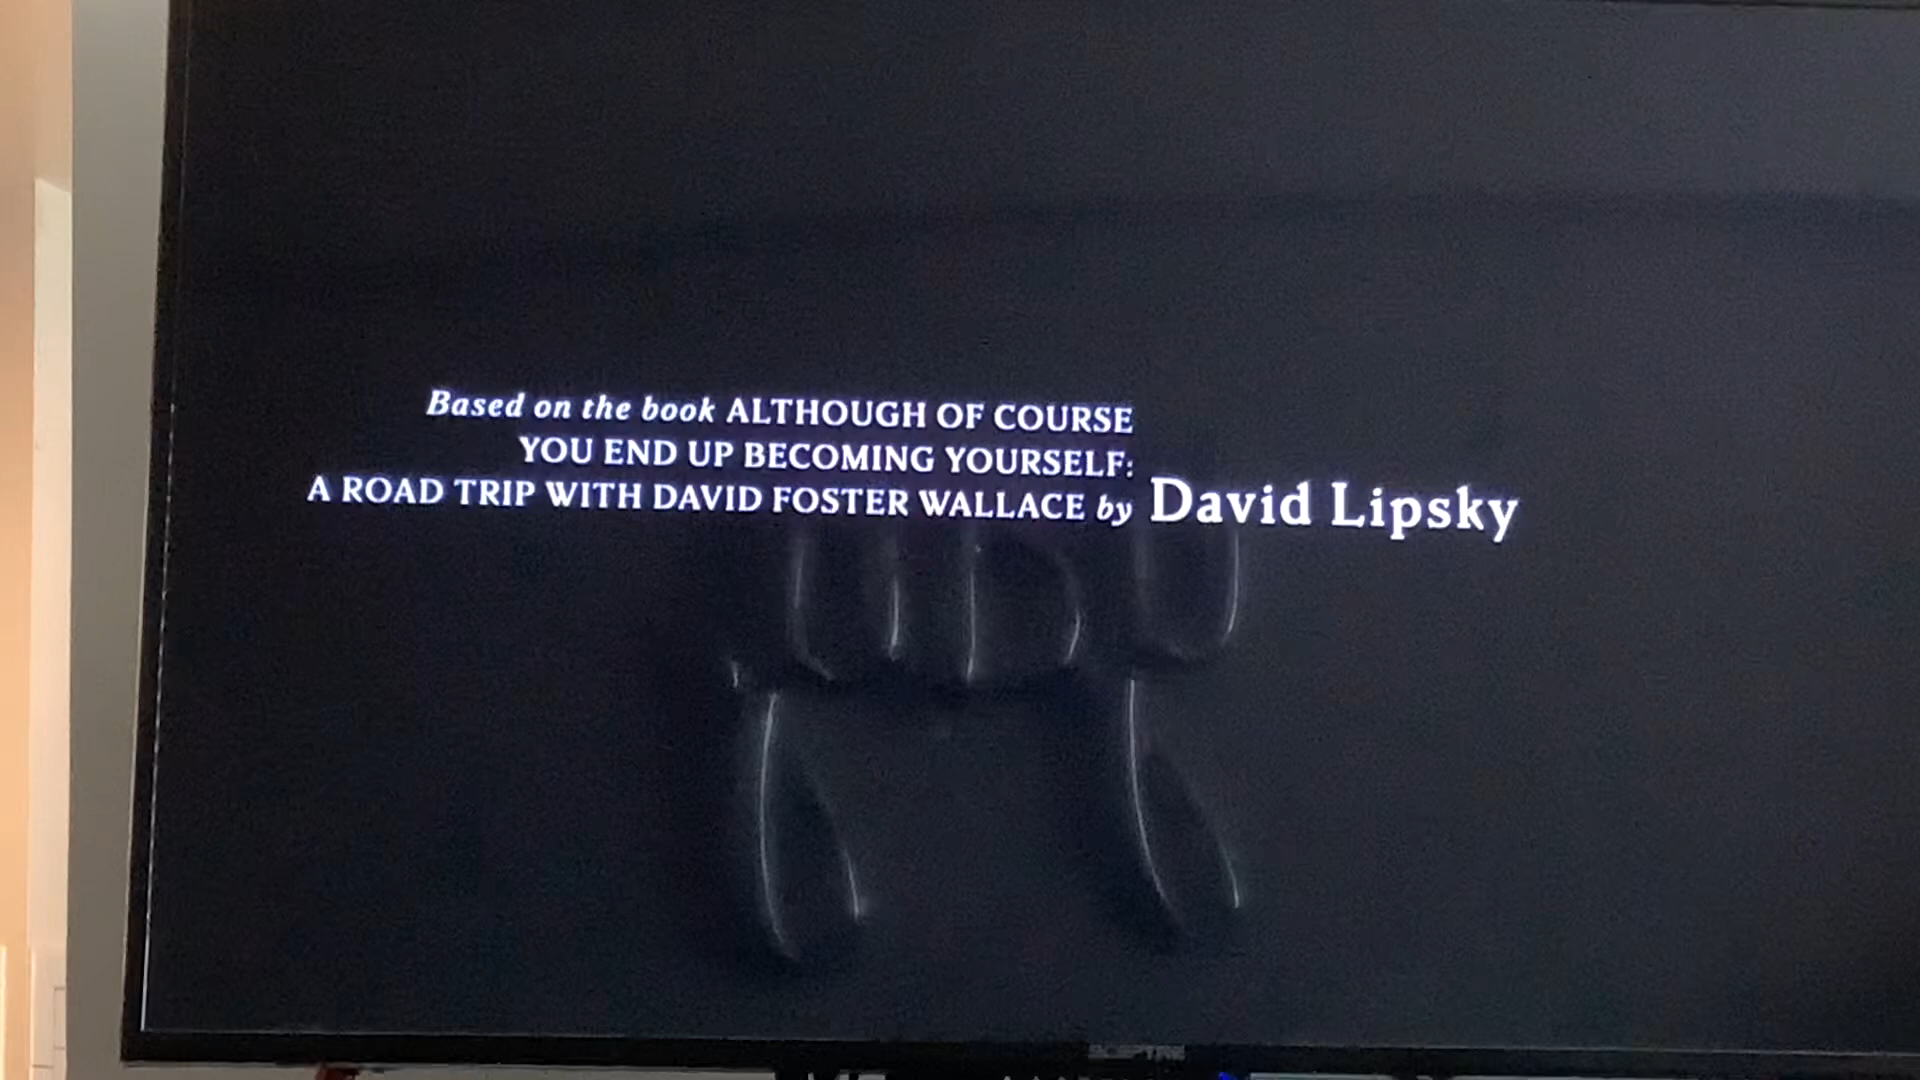 Based on the book ALTHOUGH OF COURSE
YOU END UP BECOMING YOURSELF:
A ROAD TRIP WITH DAVID FOSTER WALLACE by David Lipsky
SCEPTRE